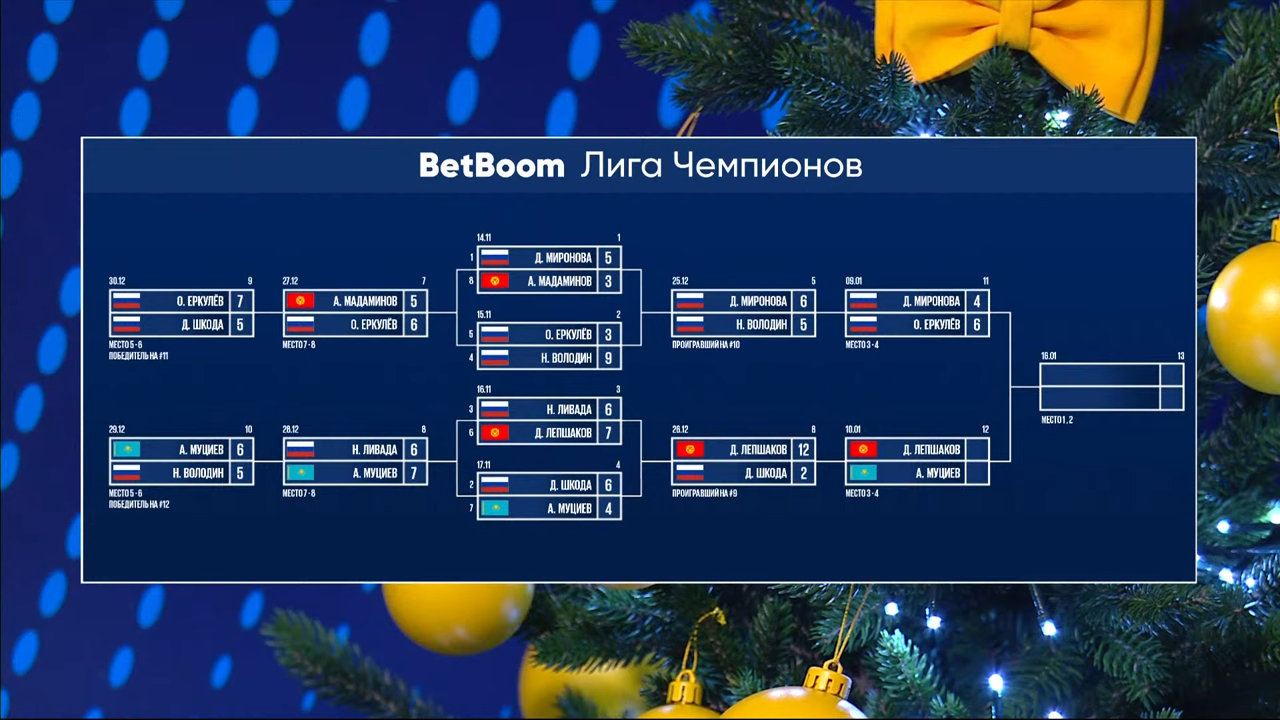 BetBoom Лига Чемпионов
30.12 9
О. ЕРКУЛЁВ 7
Д. ШКОДА 5
МЕСТО 5 - 6
ПОБЕДИТЕЛЬ НА #11
27.12 7
А. МАДАМИНОВ 5
О. ЕРКУЛЁВ 6
МЕСТО 7 - 8
14.11 1
1 Д. МИРОНОВА 5
8 А. МАДАМИНОВ 3
15.11 2
5 О. ЕРКУЛЁВ 3
4 Н. ВОЛОДИН 9
25.12 5
Д. МИРОНОВА 6
Н. ВОЛОДИН 5
ПРОИГРАВШИЙ НА #10
09.01 11
Д. МИРОНОВА 4
О. ЕРКУЛЁВ 6
МЕСТО 3 - 4
16.01 13
МЕСТО 1, 2
29.12 10
А. МУЦИЕВ 6
Н. ВОЛОДИН 5
МЕСТО 5 - 6
ПОБЕДИТЕЛЬ НА #12
28.12 8
Н. ЛИВАДА 6
А. МУЦИЕВ 7
МЕСТО 7 - 8
16.11 3
3 Н. ЛИВАДА 6
6 Д. ЛЕПШАКОВ 7
17.11 4
2 Д. ШКОДА 6
7 А. МУЦИЕВ 4
26.12 6
Д. ЛЕПШАКОВ 12
Д. ШКОДА 2
ПРОИГРАВШИЙ НА #9
10.01 12
Д. ЛЕПШАКОВ
А. МУЦИЕВ
МЕСТО 3 - 4